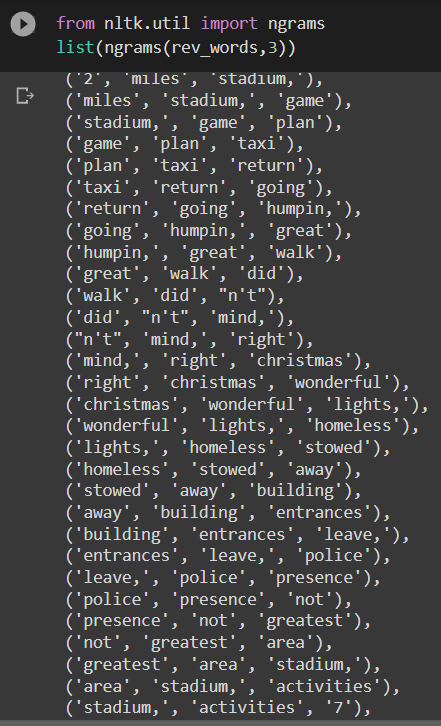 from nltk.util import ngrams
list(ngrams(rev_words,3))
('2', 'miles', 'stadium,'),
('miles', 'stadium,', 'game'),
('stadium,', 'game', 'plan'),
('game', 'plan', 'taxi'),
('plan', 'taxi', 'return'),
('taxi', 'return', 'going'),
('return', 'going', 'humpin,'),
('going', 'humpin,', 'great'),
('humpin,', 'great', 'walk'),
('great', 'walk', 'did'),
('walk', 'did', "n't"),
('did', "n't", 'mind,'),
("n't", 'mind,', 'right'),
('mind,', 'right', 'christmas'),
('right', 'christmas', 'wonderful'),
('christmas', 'wonderful', 'lights,'),
('wonderful', 'lights,', 'homeless'),
('lights,', 'homeless', 'stowed'),
('homeless', 'stowed', 'away'),
('stowed', 'away', 'building'),
('away', 'building', 'entrances'),
('building', 'entrances', 'leave,'),
('entrances', 'leave,', 'police'),
('leave,', 'police', 'presence'),
('police', 'presence', 'not'),
('presence', 'not', 'greatest'),
('not', 'greatest', 'area'),
('greatest', 'area', 'stadium,'),
('area', 'stadium,', 'activities'),
('stadium,', 'activities', '7'),